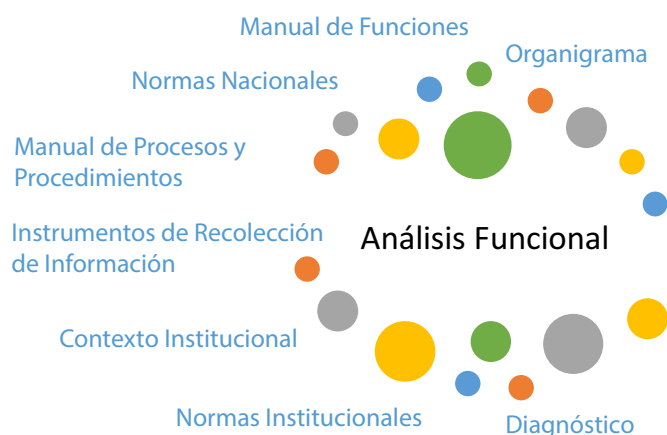 Manual de Funciones
Organigrama
Normas Nacionales
Manual de Procesos y
Procedimientos
Instrumentos de Recolección
de Información
Análisis Funcional
Contexto Institucional
Normas Institucionales
Diagnóstico